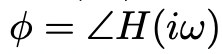 ϕ = ∠H(iω)